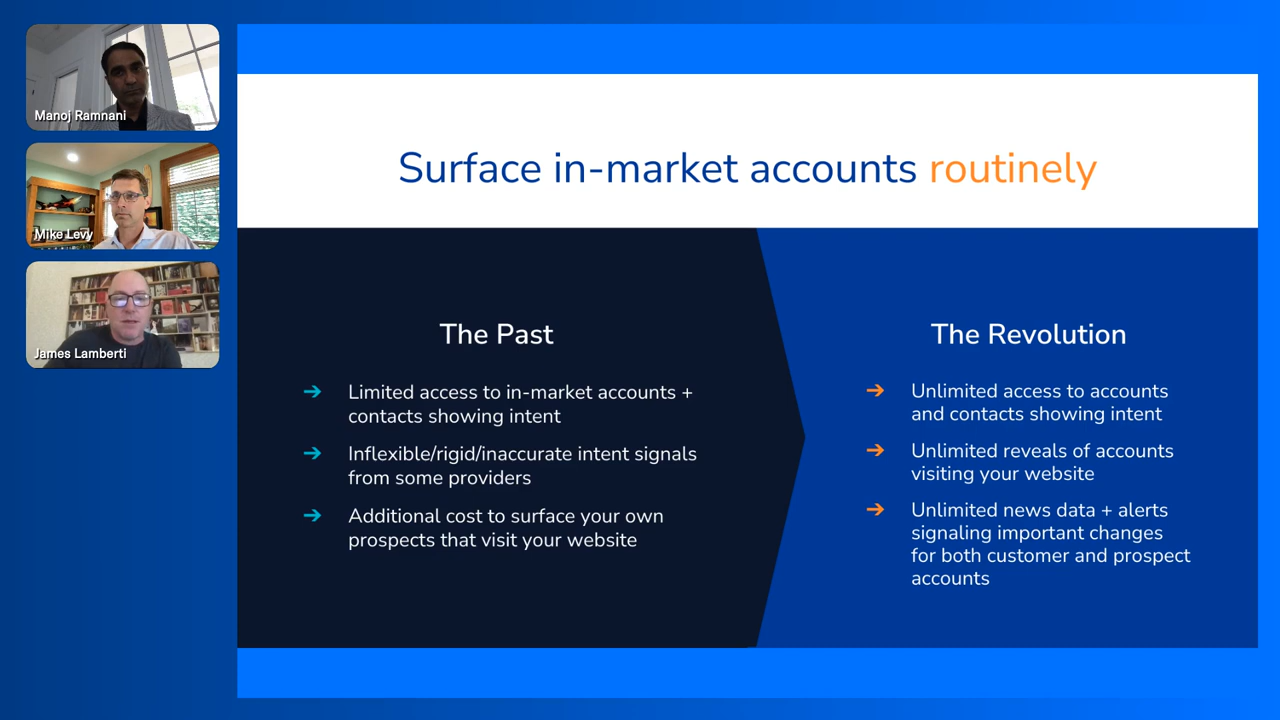 Manoj Ramnani
Mike Levy
James Lamberti
Surface in-market accounts routinely
The Past
Limited access to in-market accounts +
contacts showing intent
Inflexible/rigid/inaccurate intent signals
from some providers
Additional cost to surface your own
prospects that visit your website
The Revolution
Unlimited access to accounts
and contacts showing intent
Unlimited reveals of accounts
visiting your website
Unlimited news data + alerts
signaling important changes
for both customer and prospect
accounts